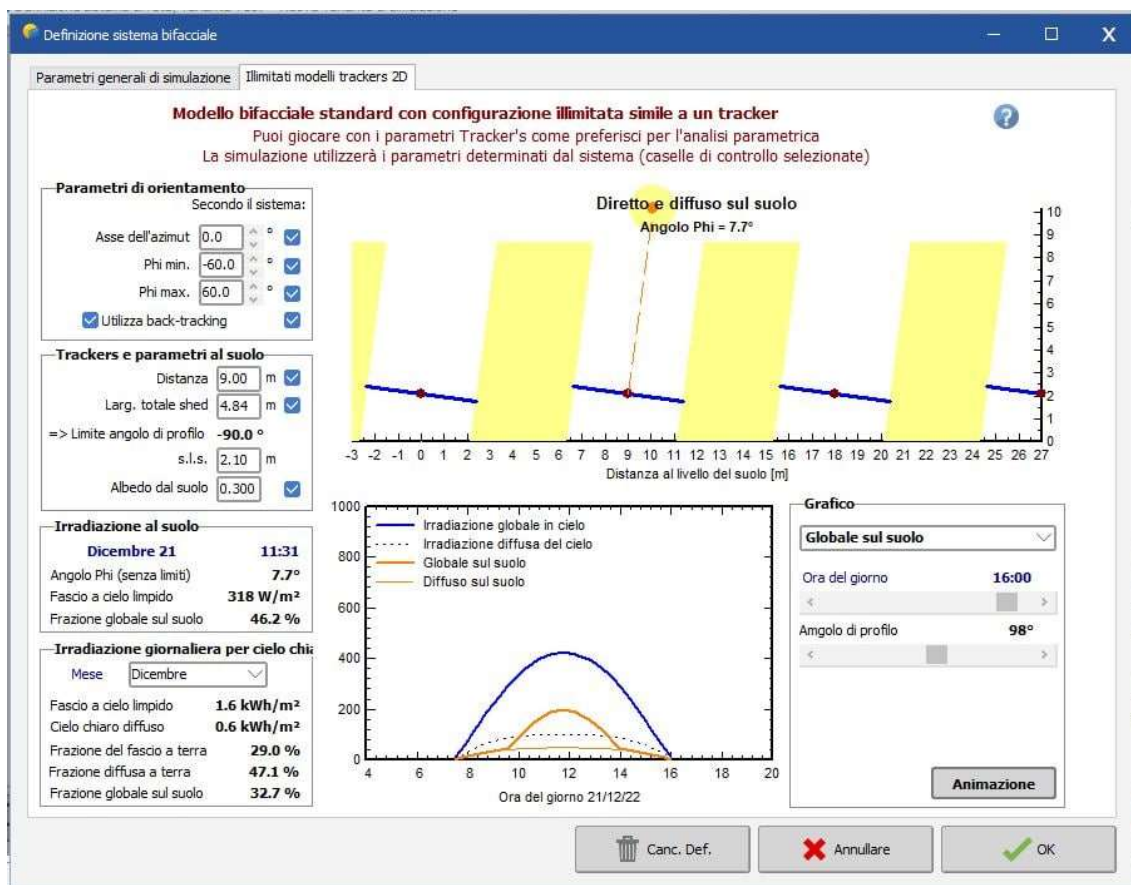 Definizione sistema bifacciale
Parametri generali di simulazione
Illimitati modelli trackers 2D
Modello bifacciale standard con configurazione illimitata simile a un tracker
Puoi giocare con i parametri Tracker's come preferisci per l'analisi parametrica
La simulazione utilizzerà i parametri determinati dal sistema (caselle di controllo selezionate)
Parametri di orientamento
Secondo il sistema:
Asse dell'azimut 0.0 °
Phi min. -60.0 °
Phi max. 60.0 °
Utilizza back-tracking
Trackers e parametri al suolo
Distanza 9.00 m
Larg. totale shed 4.84 m
=> Limite angolo di profilo -90.0 °
s.l.s. 2.10 m
Albedo dal suolo 0.300
Irradiazione al suolo
Dicembre 21 11:31
Angolo Phi (senza limiti) 7.7°
Fascio a cielo limpido 318 W/m²
Frazione globale sul suolo 46.2 %
Irradiazione giornaliera per cielo chia
Mese Dicembre
Fascio a cielo limpido 1.6 kWh/m²
Cielo chiaro diffuso 0.6 kWh/m²
Frazione del fascio a terra 29.0 %
Frazione diffusa a terra 47.1 %
Frazione globale sul suolo 32.7 %
Diretto e diffuso sul suolo
Angolo Phi = 7.7°
10
9
8
7
6
5
4
3
2
1
0
-3 -2 -1 0 1 2 3 4 5 6 7 8 9 10 11 12 13 14 15 16 17 18 19 20 21 22 23 24 25 26 27
Distanza al livello del suolo [m]
1000
800
600
400
200
0
Irradiazione globale in cielo
Irradiazione diffusa del cielo
Globale sul suolo
Diffuso sul suolo
4 6 8 10 12 14 16 18 20
Ora del giorno 21/12/22
Grafico
Globale sul suolo
Ora del giorno 16:00
Amgolo di profilo 98°
Animazione
Canc. Def.
Annullare
OK